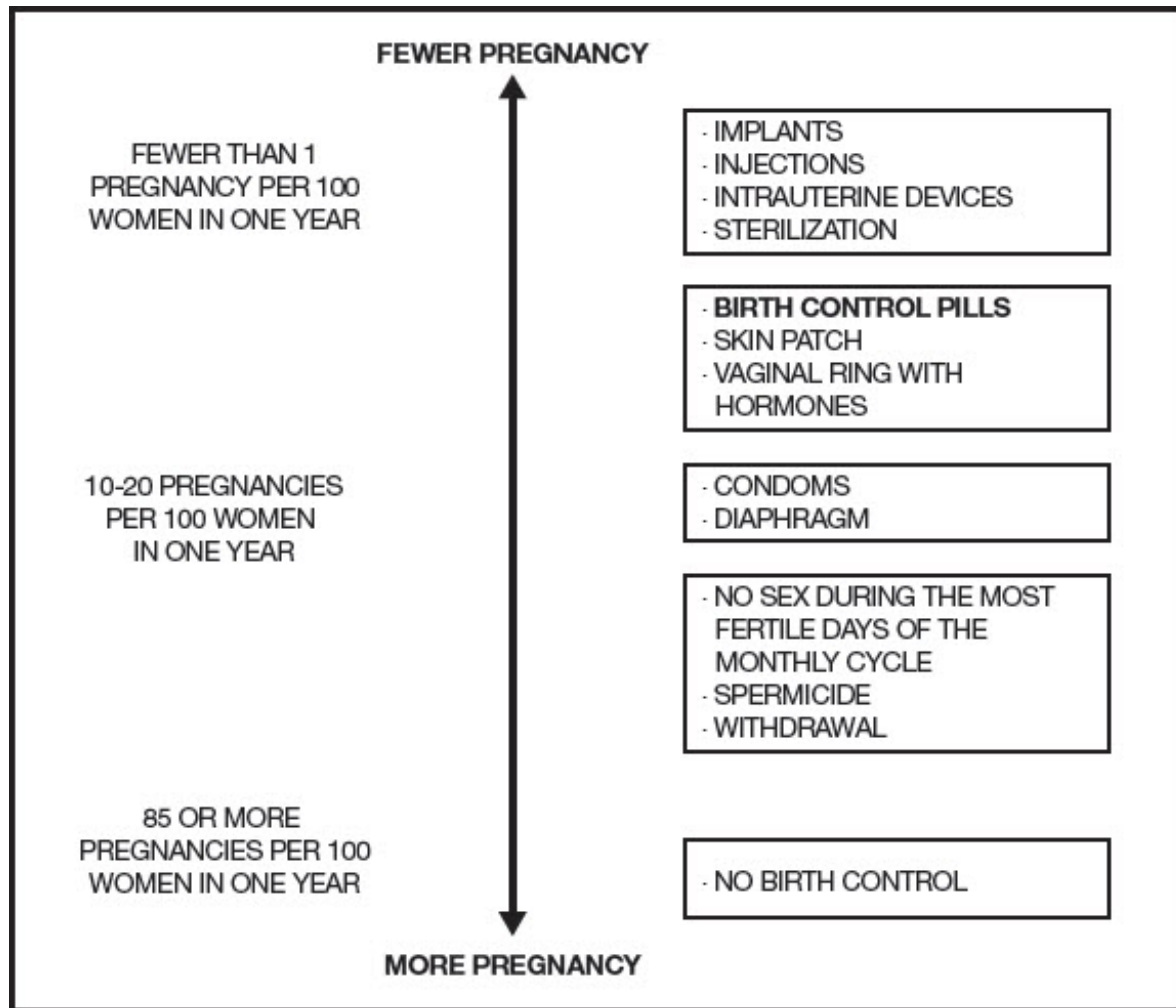 FEWER PREGNANCY
FEWER THAN 1
PREGNANCY PER 100
WOMEN IN ONE YEAR
· IMPLANTS
· INJECTIONS
· INTRAUTERINE DEVICES
· STERILIZATION
· BIRTH CONTROL PILLS
· SKIN PATCH
· VAGINAL RING WITH
HORMONES
10-20 PREGNANCIES
PER 100 WOMEN
IN ONE YEAR
· CONDOMS
· DIAPHRAGM
· NO SEX DURING THE MOST
FERTILE DAYS OF THE
MONTHLY CYCLE
· SPERMICIDE
· WITHDRAWAL
85 OR MORE
PREGNANCIES PER 100
WOMEN IN ONE YEAR
· NO BIRTH CONTROL
MORE PREGNANCY